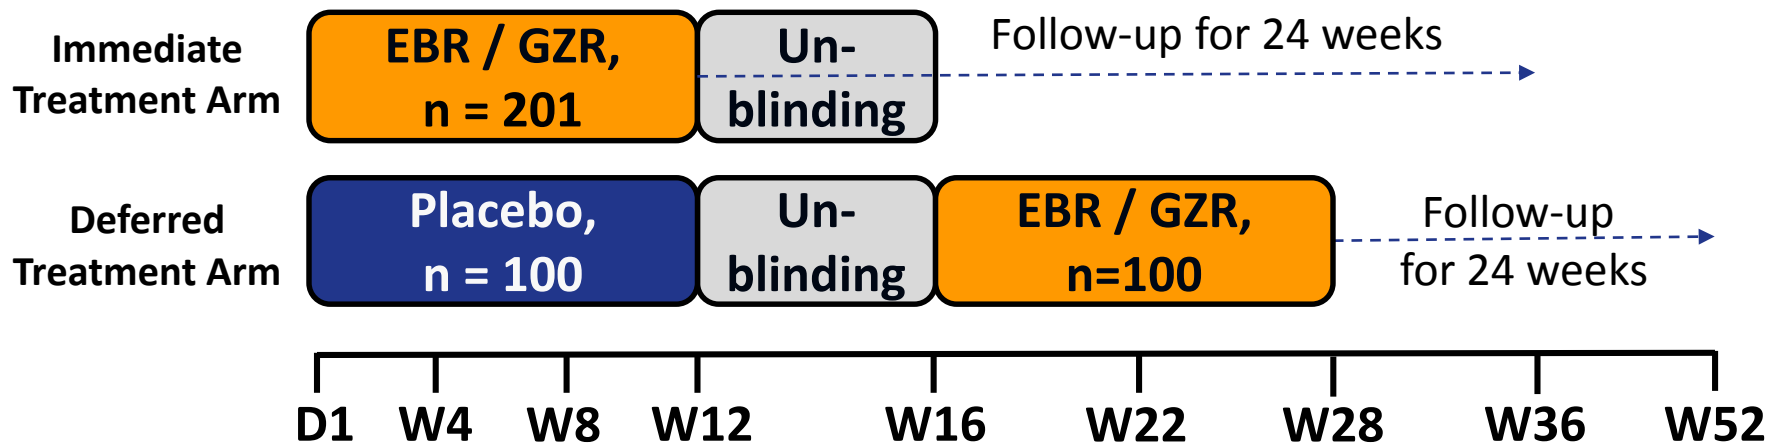 Immediate
Treatment Arm
EBR / GZR,
n = 201
Un-
blinding
Follow-up for 24 weeks
Deferred
Treatment Arm
Placebo,
n = 100
Un-
blinding
EBR / GZR,
n=100
Follow-up
for 24 weeks
D1 W4 W8 W12 W16 W22 W28 W36 W52